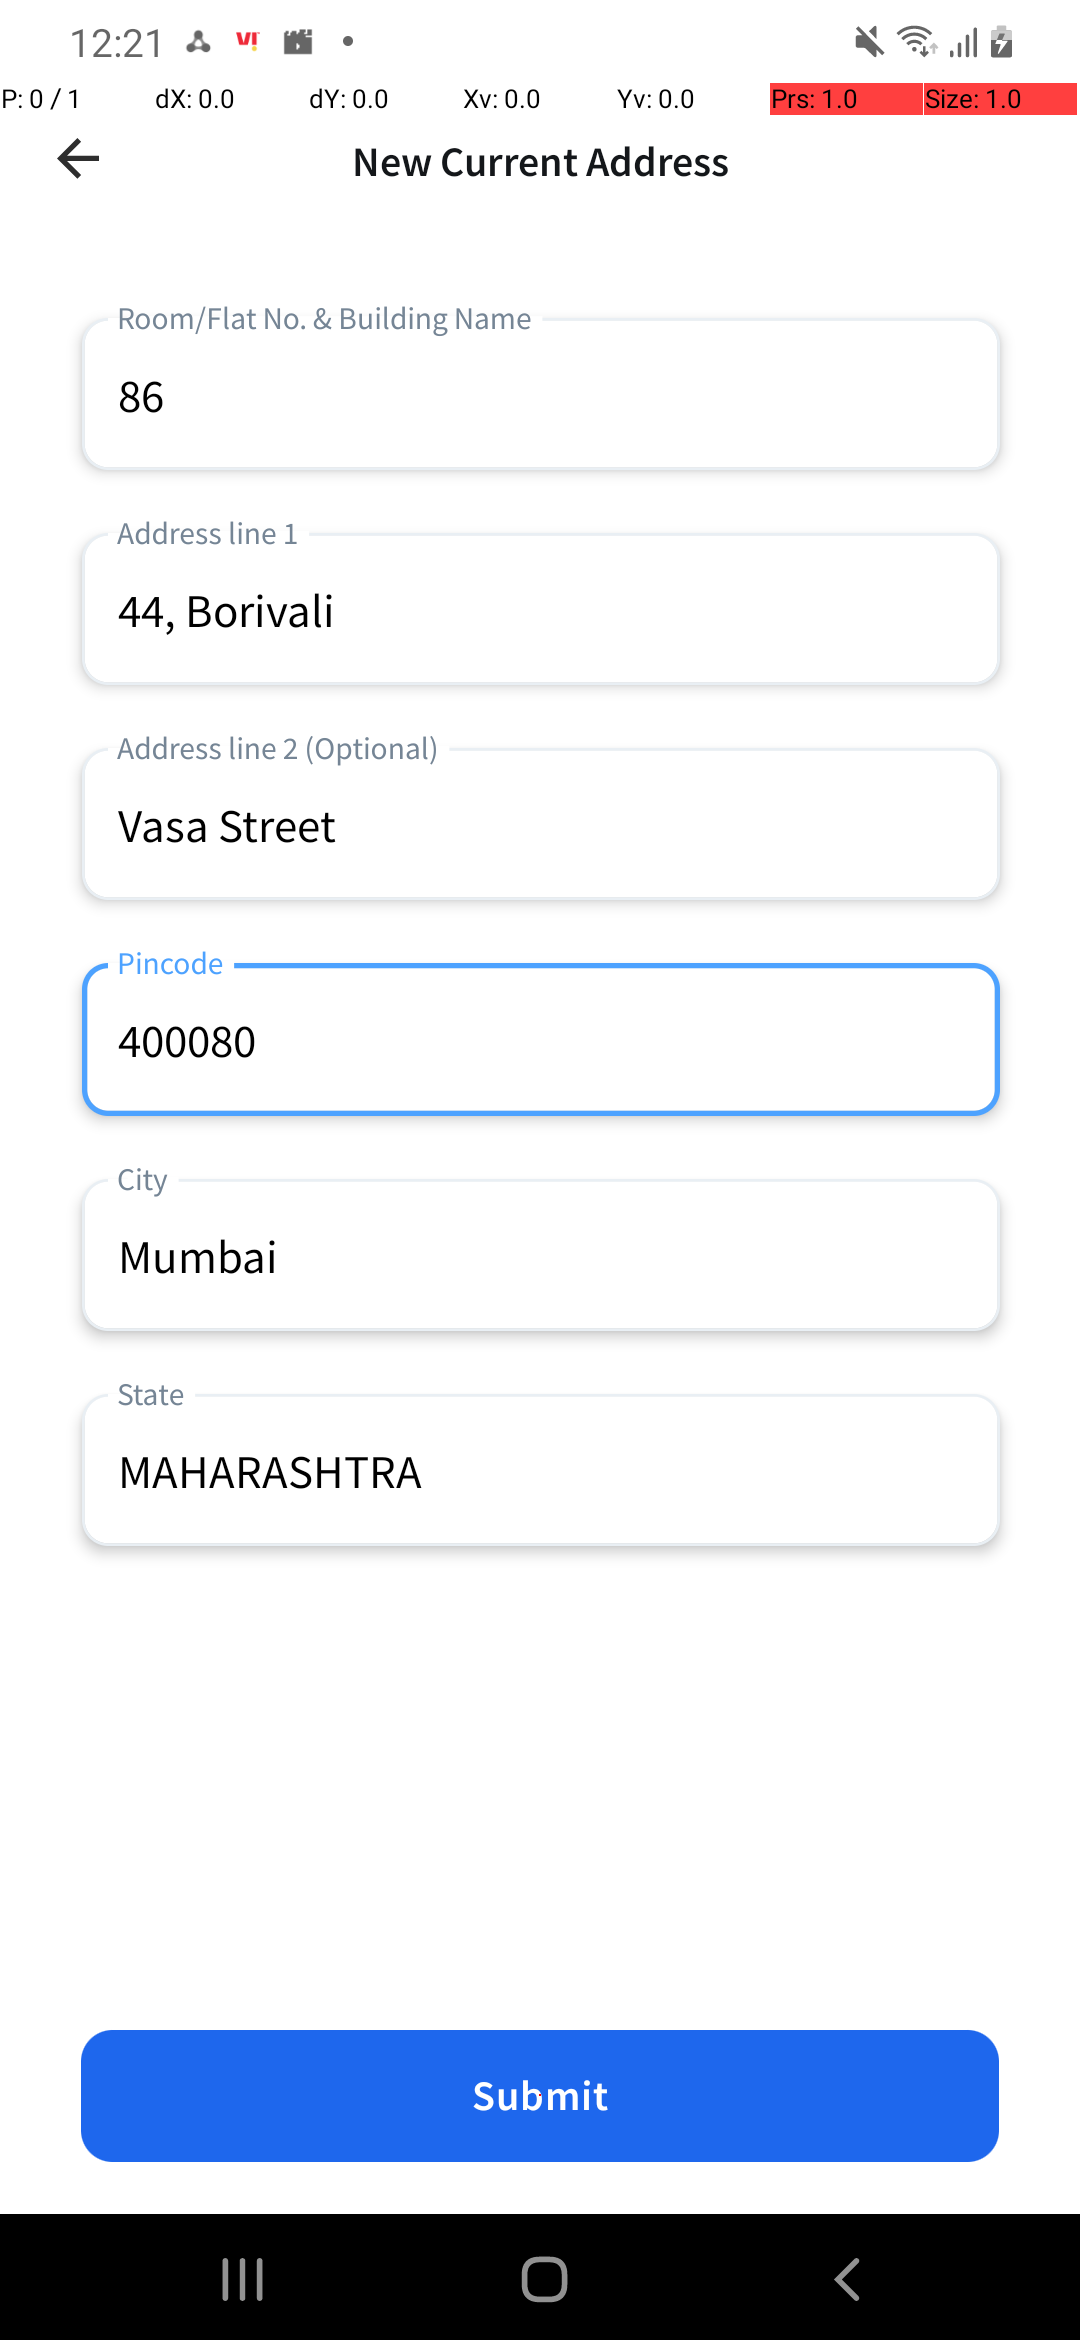 12:21 VI!
P: 0 / 1 dX: 0.0 dY: 0.0 Xv: 0.0 Yv: 0.0 Prs: 1.0 Size: 1.0
New Current Address
Room/Flat No. & Building Name
86
Address line 1
44, Borivali
Address line 2 (Optional)
Vasa Street
Pincode
400080
City
Mumbai
State
MAHARASHTRA
Submit